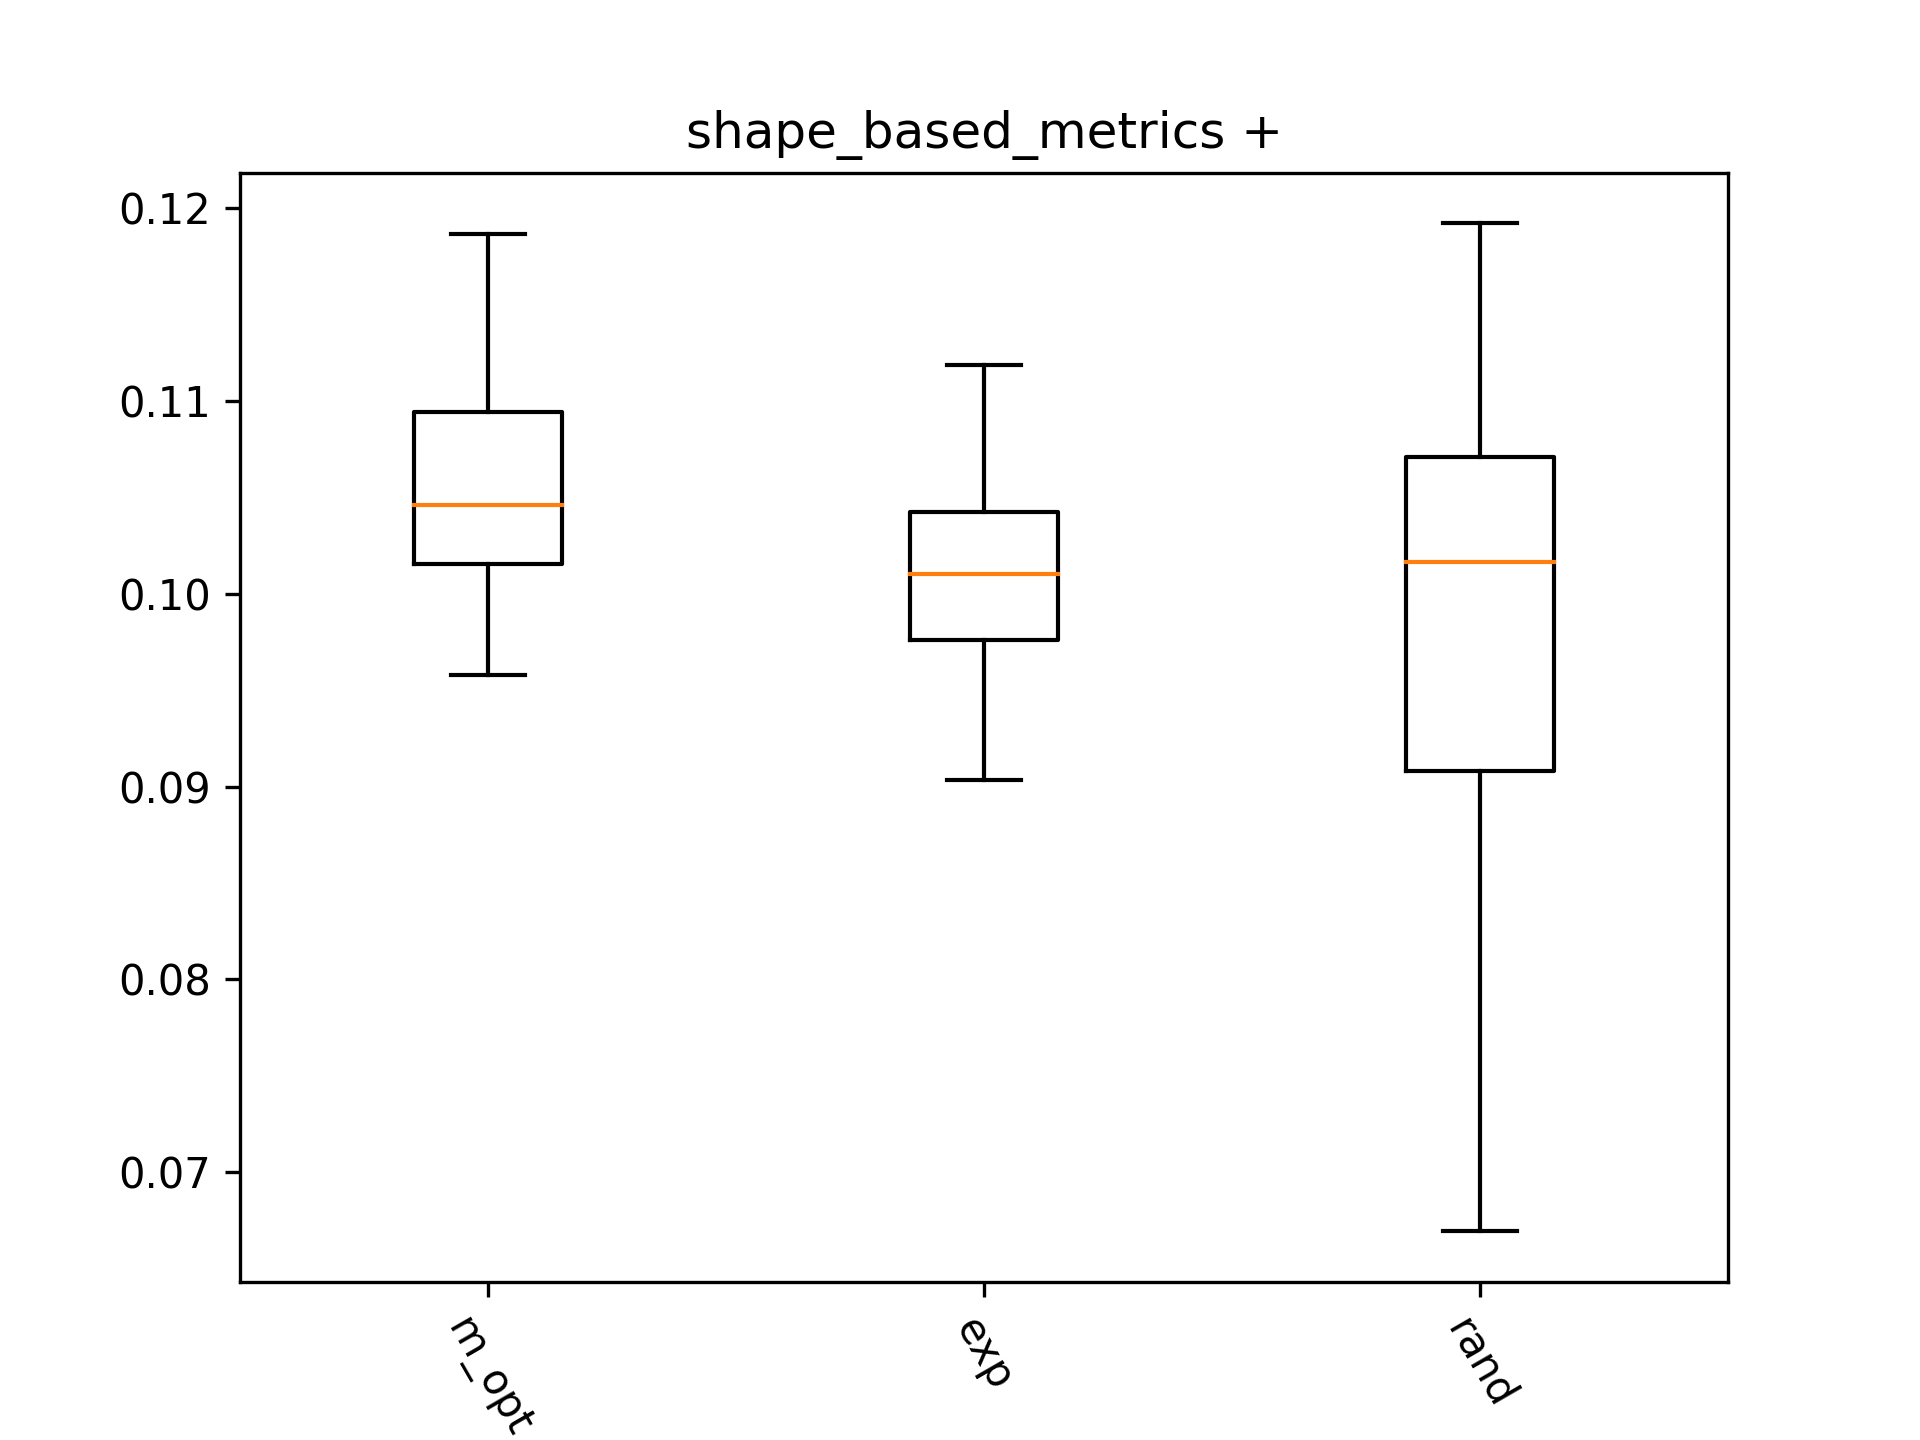 shape_based_metrics +
0.12
0.11
0.10
0.09
0.08
0.07
m_opt
exp
rand